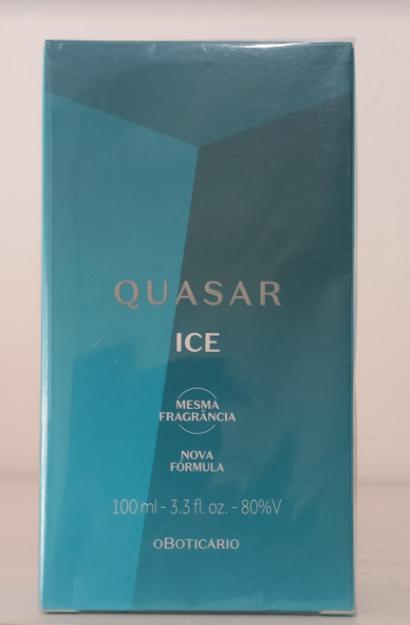 QUASAR
ICE
MESMA
FRAGRÂNCIA
NOVA
FÓRMULA
100 ml - 3.3 fl. oz. - 80%V
oBOTICÁRIO